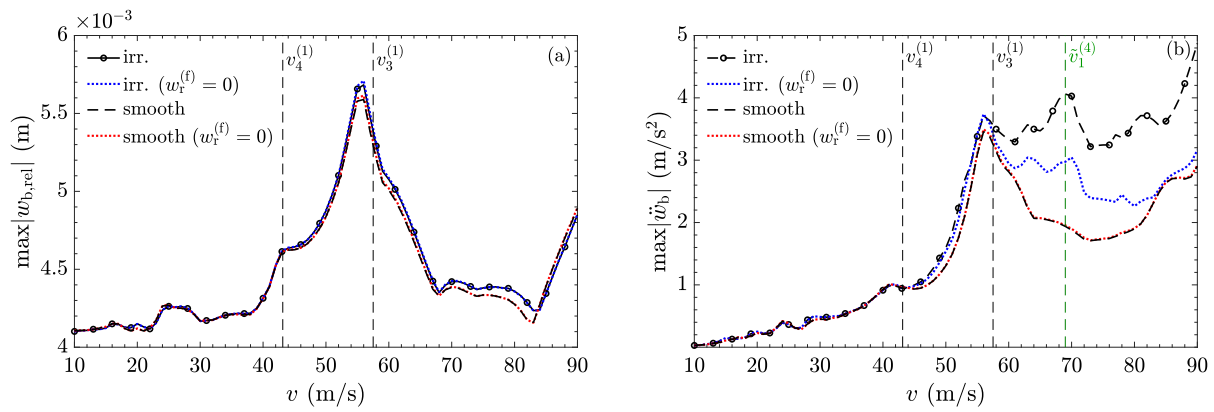 ×10⁻³
6
5.5
5
4.5
4
max|w_b,rel| (m)
irr.
irr. (w_r^(f) = 0)
smooth
smooth (w_r^(f) = 0)
v_4^(1)
v_3^(1)
(a)
10 20 30 40 50 60 70 80 90
v (m/s)
5
4
3
2
1
max|ẅ_b| (m/s²)
irr.
irr. (w_r^(f) = 0)
smooth
smooth (w_r^(f) = 0)
v_4^(1)
v_3^(1)
ṽ_1^(4)
(b)
10 20 30 40 50 60 70 80 90
v (m/s)